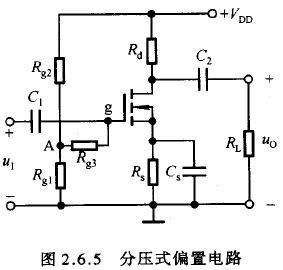 +V_DD
R_d
R_g2
C_2
C_1
g
+
+
A
R_g3
R_L
u_O
u_I
R_g1
R_s
C_s
−
−
图 2.6.5 分压式偏置电路